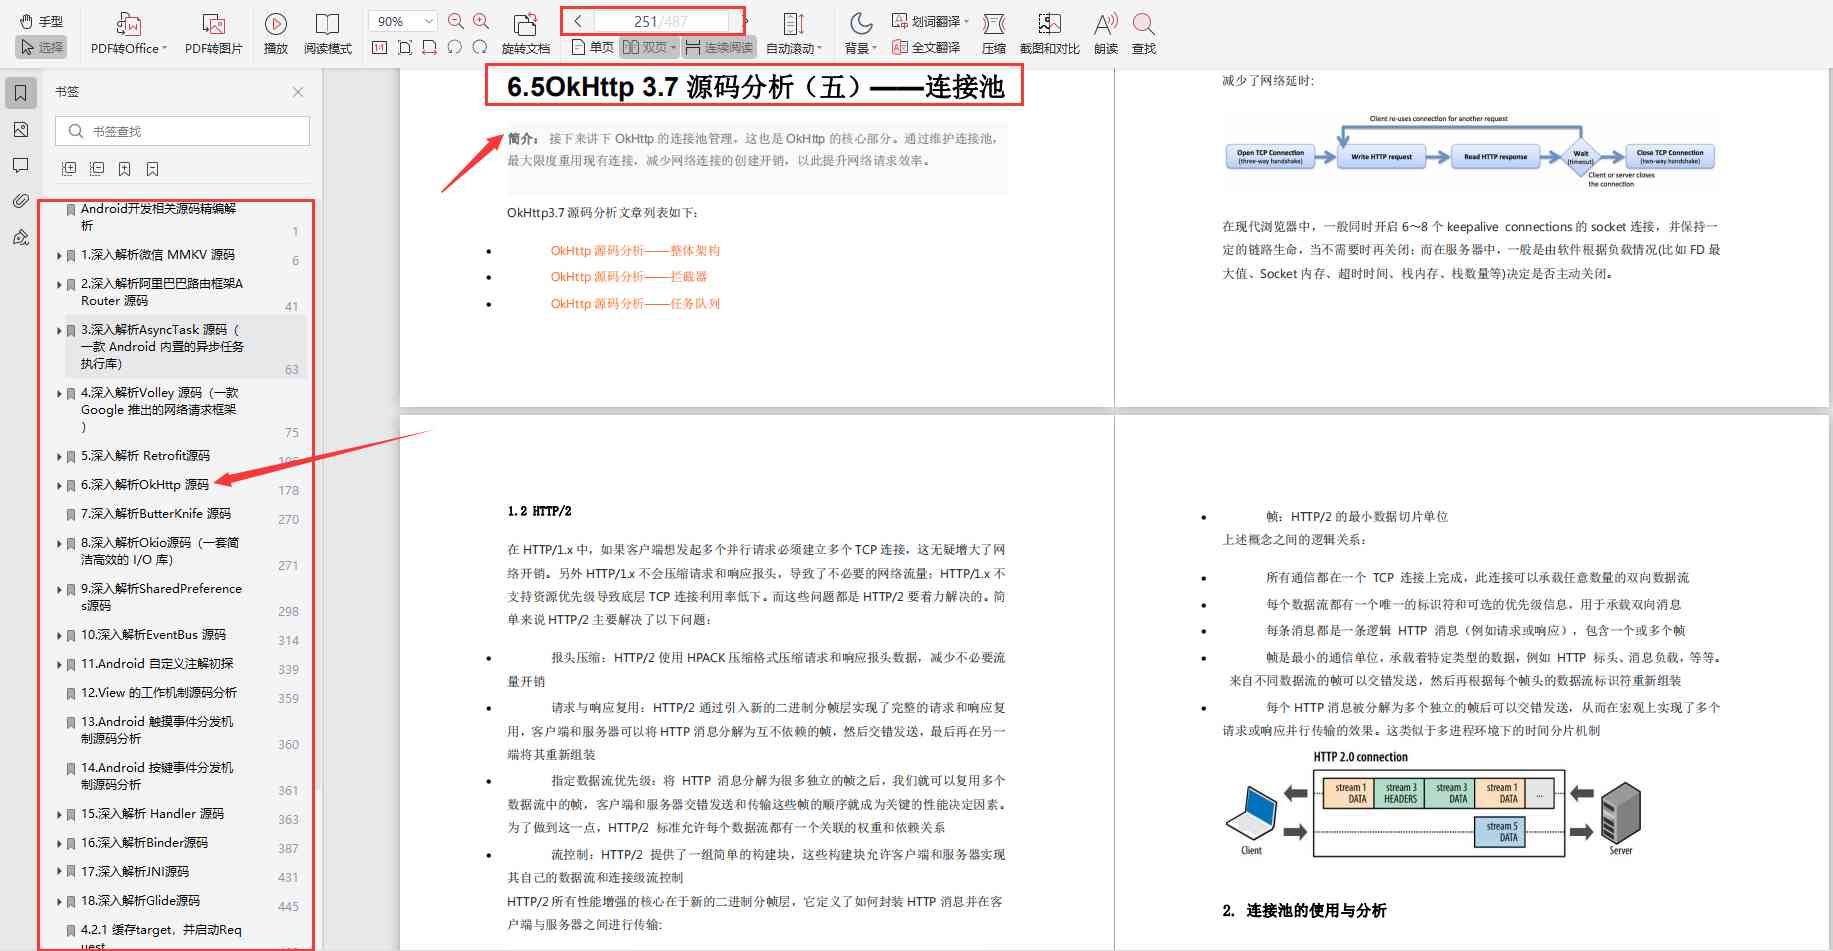 手型
选择
PDF转Office
PDF转图片
播放
阅读模式
90%
旋转文档
251/487
单页
双页
连续阅读
自动滚动
背景
划词翻译
全文翻译
压缩
截图和对比
朗读
查找
书签
书签查找
Android开发相关源码精编解
析
1
1.深入解析微信 MMKV 源码
6
2.深入解析阿里巴巴路由框架A
Router 源码
41
3.深入解析AsyncTask 源码（
一款 Android 内置的异步任务
执行库）
63
4.深入解析Volley 源码（一款
Google 推出的网络请求框架
）
75
5.深入解析 Retrofit源码
6.深入解析OkHttp 源码
178
7.深入解析ButterKnife 源码
270
8.深入解析Okio源码（一套简
洁高效的 I/O 库）
271
9.深入解析SharedPreference
s源码
298
10.深入解析EventBus 源码
314
11.Android 自定义注解初探
339
12.View 的工作机制源码分析
359
13.Android 触摸事件分发机
制源码分析
360
14.Android 按键事件分发机
制源码分析
361
15.深入解析 Handler 源码
363
16.深入解析Binder源码
387
17.深入解析JNI源码
431
18.深入解析Glide源码
445
4.2.1 缓存target，并启动Req
uest
6.5OkHttp 3.7 源码分析（五）——连接池
简介： 接下来讲下 OkHttp 的连接池管理，这也是 OkHttp 的核心部分。通过维护连接池，
最大限度重用现有连接，减少网络连接的创建开销，以此提升网络请求效率。
OkHttp3.7 源码分析文章列表如下：
● OkHttp 源码分析——整体架构
● OkHttp 源码分析——拦截器
● OkHttp 源码分析——任务队列
减少了网络延时:
Client re-uses connection for another request
Open TCP Connection
(three-way handshake)
Write HTTP request
Read HTTP response
Wait
(timeout)
Close TCP Connection
(two-way handshake)
Client or server closes
the connection
在现代浏览器中，一般同时开启 6～8 个 keepalive connections 的 socket 连接，并保持一
定的链路生命，当不需要时再关闭；而在服务器中，一般是由软件根据负载情况(比如 FD 最
大值、Socket 内存、超时时间、栈内存、栈数量等)决定是否主动关闭。
1.2 HTTP/2
在 HTTP/1.x 中，如果客户端想发起多个并行请求必须建立多个 TCP 连接，这无疑增大了网
络开销。另外 HTTP/1.x 不会压缩请求和响应报头，导致了不必要的网络流量；HTTP/1.x 不
支持资源优先级导致底层 TCP 连接利用率低下。而这些问题都是 HTTP/2 要着力解决的。简
单来说 HTTP/2 主要解决了以下问题：
● 报头压缩：HTTP/2 使用 HPACK 压缩格式压缩请求和响应报头数据，减少不必要流
量开销
● 请求与响应复用：HTTP/2 通过引入新的二进制分帧层实现了完整的请求和响应复
用，客户端和服务器可以将 HTTP 消息分解为互不依赖的帧，然后交错发送，最后再在另一
端将其重新组装
● 指定数据流优先级：将 HTTP 消息分解为很多独立的帧之后，我们就可以复用多个
数据流中的帧，客户端和服务器交错发送和传输这些帧的顺序就成为关键的性能决定因素。
为了做到这一点，HTTP/2 标准允许每个数据流都有一个关联的权重和依赖关系
● 流控制：HTTP/2 提供了一组简单的构建块，这些构建块允许客户端和服务器实现
其自己的数据流和连接级流控制
HTTP/2 所有性能增强的核心在于新的二进制分帧层，它定义了如何封装 HTTP 消息并在客
户端与服务器之间进行传输:
● 帧：HTTP/2 的最小数据切片单位
上述概念之间的逻辑关系：
● 所有通信都在一个 TCP 连接上完成，此连接可以承载任意数量的双向数据流
● 每个数据流都有一个唯一的标识符和可选的优先级信息，用于承载双向消息
● 每条消息都是一条逻辑 HTTP 消息（例如请求或响应），包含一个或多个帧
● 帧是最小的通信单位，承载着特定类型的数据，例如 HTTP 标头、消息负载，等等。
来自不同数据流的帧可以交错发送，然后再根据每个帧头的数据流标识符重新组装
● 每个 HTTP 消息被分解为多个独立的帧后可以交错发送，从而在宏观上实现了多个
请求或响应并行传输的效果。这类似于多进程环境下的时间分片机制
HTTP 2.0 connection
stream 1
DATA
stream 3
HEADERS
stream 3
DATA
stream 1
DATA
...
stream 5
DATA
Client
Server
2. 连接池的使用与分析